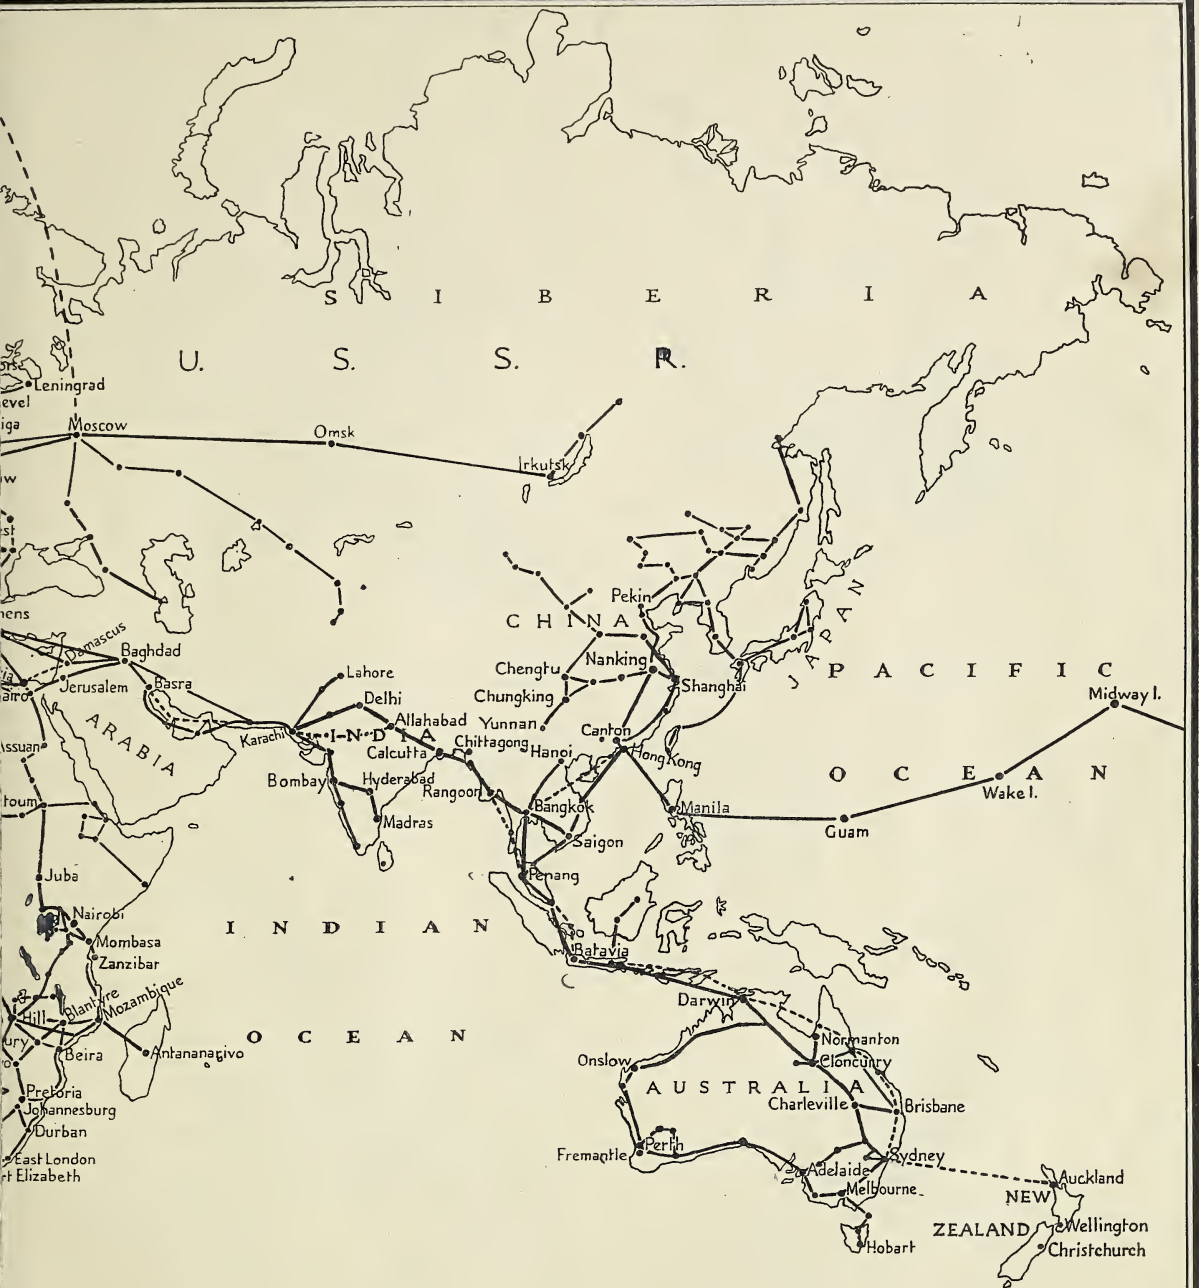 S I B E R I A
U. S. S. R.
Leningrad
Moscow
Omsk
Irkutsk
Pekin
CHINA
JAPAN
Damascus
Baghdad
Jerusalem
Basra
Lahore
Delhi
Chengtu
Nanking
Shanghai
Chungking
PACIFIC
Midway I.
ARABIA
Karachi
INDIA
Allahabad
Yunnan
Canton
Calcutta
Chittagong
Hanoi
Hong Kong
OCEAN
Wake I.
Bombay
Hyderabad
Rangoon
Bangkok
Manila
Guam
Madras
Saigon
Juba
Penang
Nairobi
INDIAN
Mombasa
Zanzibar
Batavia
Blantyre
Mozambique
Darwin
Hill
OCEAN
Normanton
Beira
Antananarivo
Onslow
Cloncurry
Pretoria
AUSTRALIA
Johannesburg
Charleville
Brisbane
Durban
Fremantle
Perth
Sydney
East London
Adelaide
Auckland
rt Elizabeth
Melbourne
NEW
ZEALAND
Wellington
Hobart
Christchurch